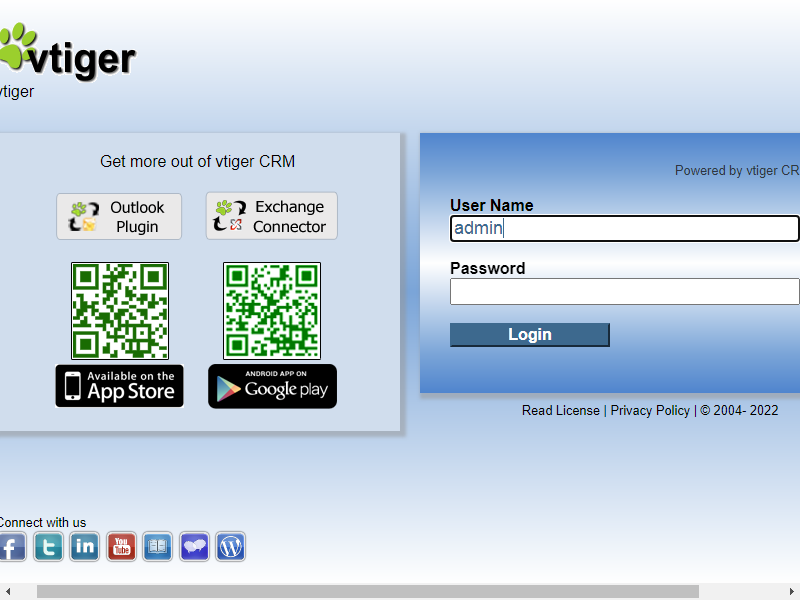 vtiger
vtiger
Get more out of vtiger CRM
Outlook
Plugin
Exchange
Connector
Available on the
App Store
ANDROID APP ON
Google play
Powered by vtiger CR
User Name
admin
Password
Login
Read License | Privacy Policy | © 2004- 2022
Connect with us
f
t
in
You
Tube
W